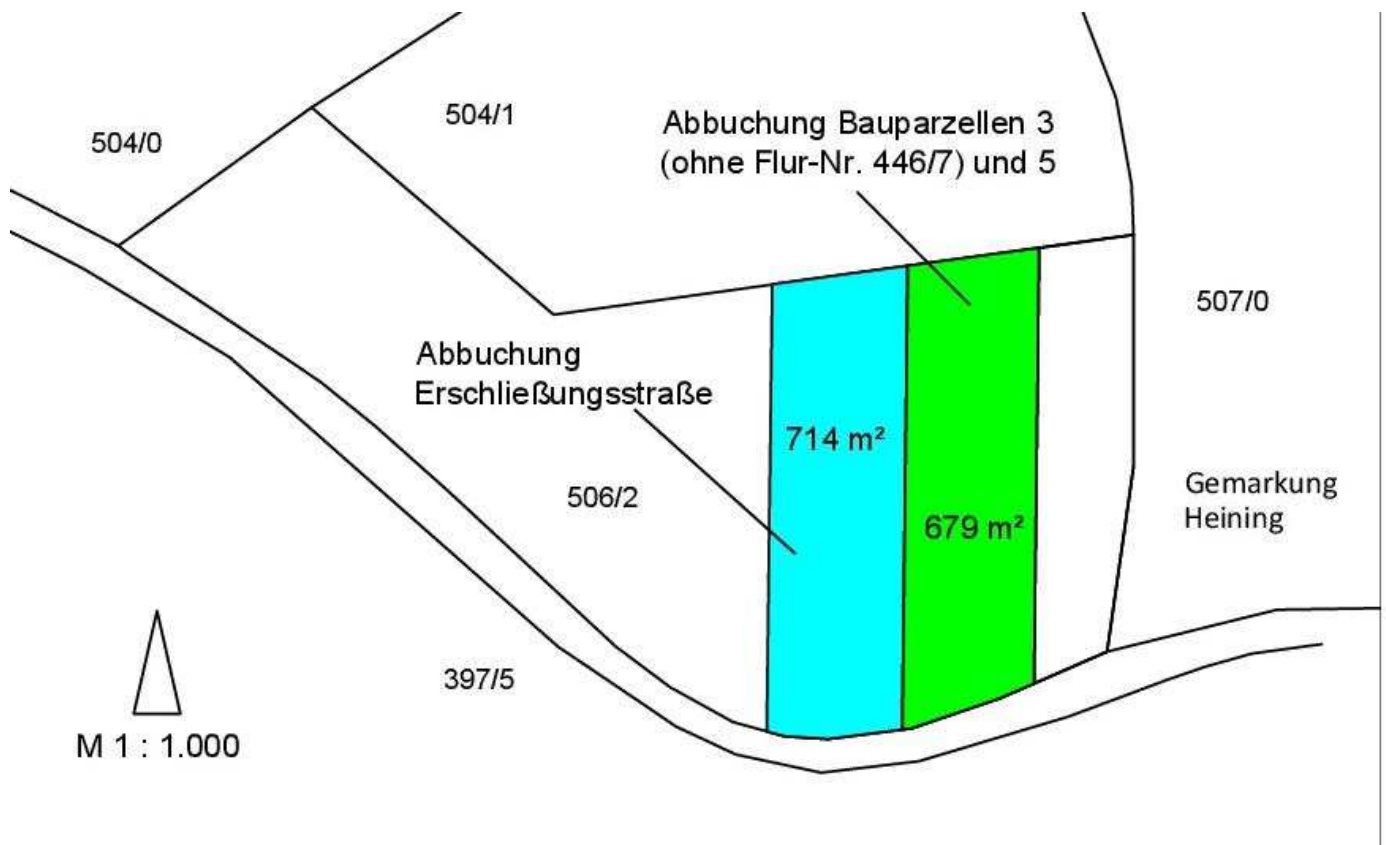 504/0
504/1
Abbuchung Bauparzellen 3
(ohne Flur-Nr. 446/7) und 5
507/0
Abbuchung
Erschließungsstraße
714 m²
506/2
679 m²
Gemarkung
Heining
397/5
M 1 : 1.000